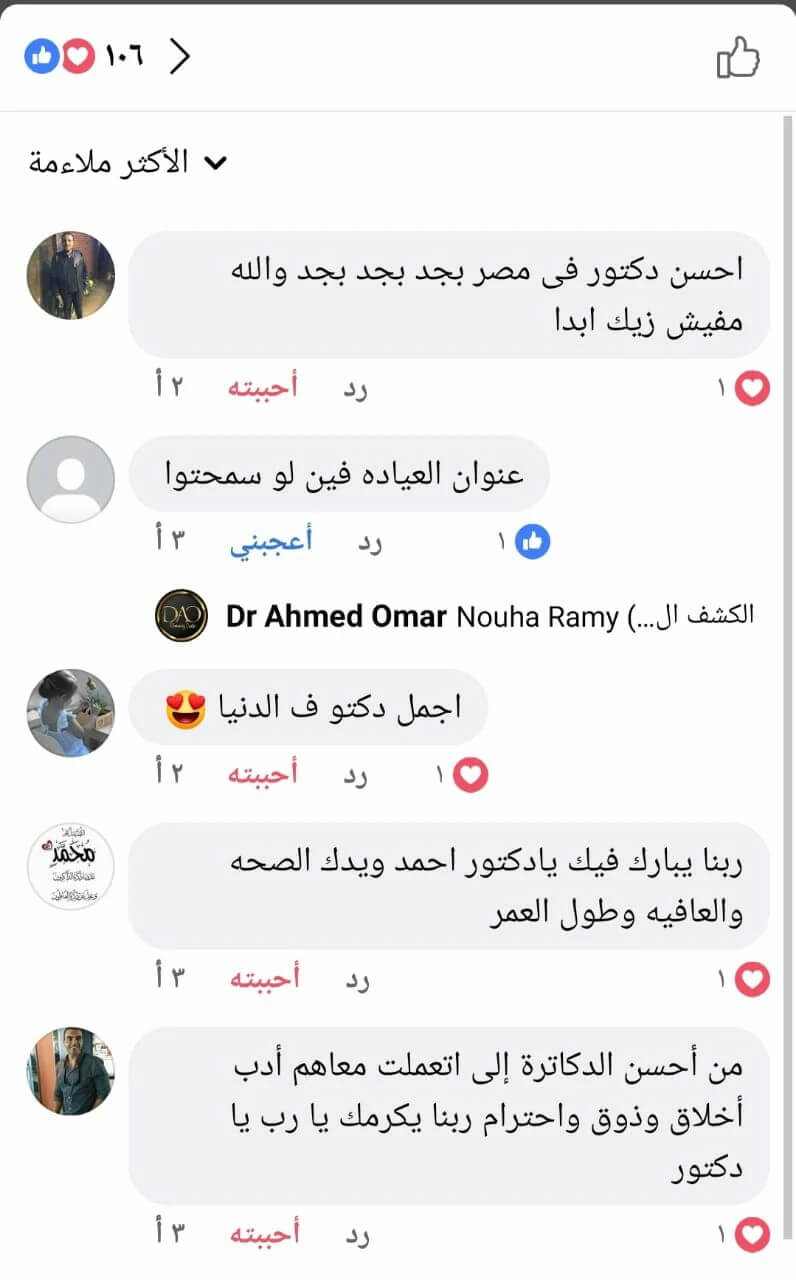 ١٠٦
الأكثر ملاءمة
احسن دكتور فى مصر بجد بجد بجد والله
مفيش زيك ابدا
٢ أ أحببته رد ١
عنوان العياده فين لو سمحتوا
٣ أ أعجبني رد ١
DAO
Dr Ahmed Omar Nouha Ramy (...الكشف ال
اجمل دكتو ف الدنيا 😍
٢ أ أحببته رد ١
محمد
ربنا يبارك فيك يادكتور احمد ويدك الصحه
والعافيه وطول العمر
٣ أ أحببته رد ١
من أحسن الدكاترة إلى اتعملت معاهم أدب
أخلاق وذوق واحترام ربنا يكرمك يا رب يا
دكتور
٣ أ أحببته رد ١